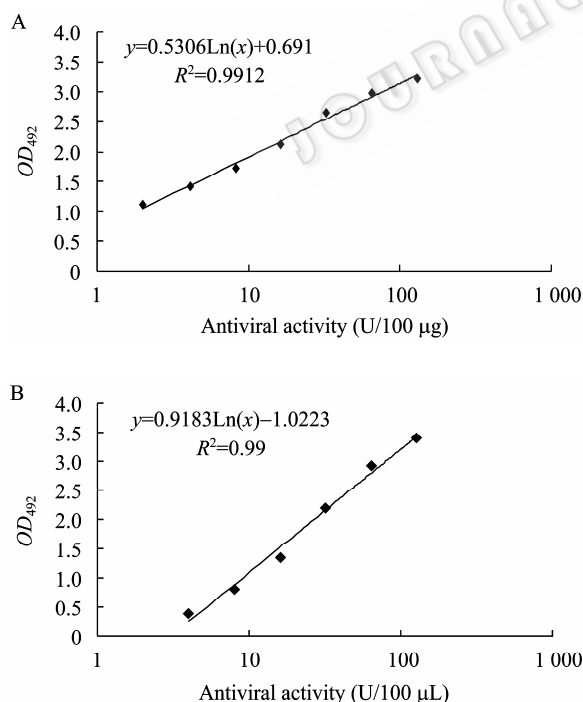 A
JOURNA
y=0.5306Ln(x)+0.691
R²=0.9912
4.0
3.5
3.0
2.5
2.0
1.5
1.0
0.5
0
OD₄₉₂
1 10 100 1 000
Antiviral activity (U/100 μg)
B
y=0.9183Ln(x)−1.0223
R²=0.99
4.0
3.5
3.0
2.5
2.0
1.5
1.0
0.5
0
OD₄₉₂
1 10 100 1 000
Antiviral activity (U/100 μL)